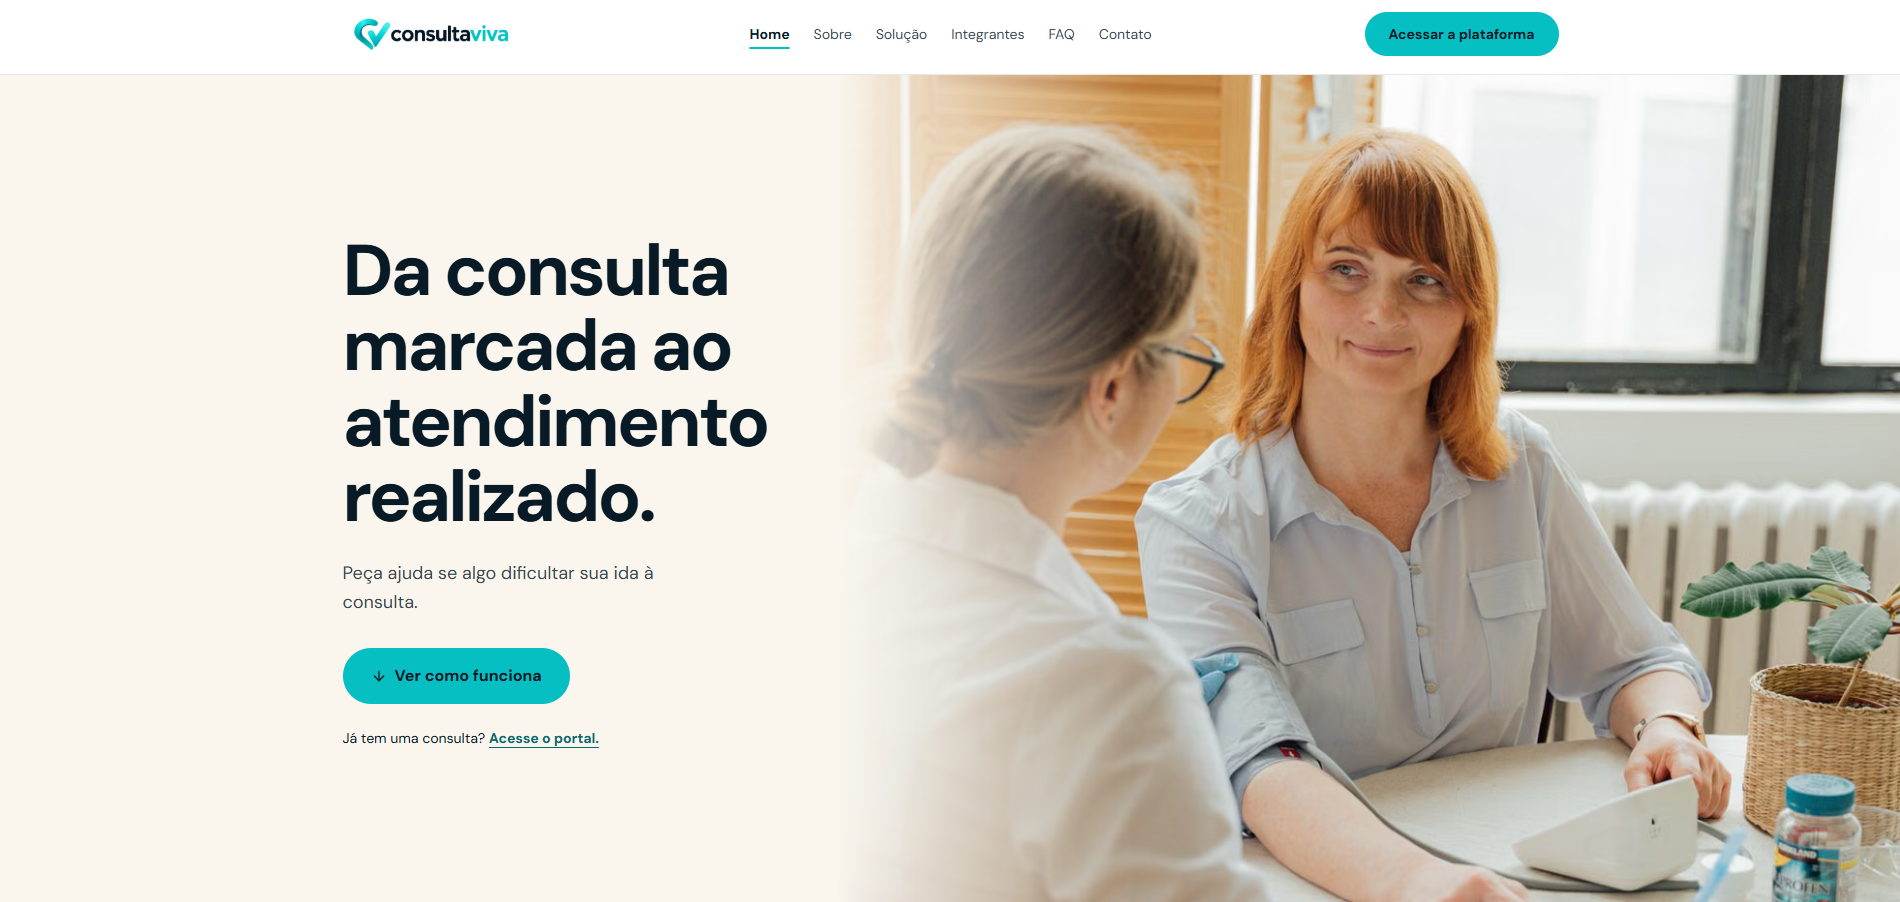 consultaviva
Home
Sobre
Solução
Integrantes
FAQ
Contato
Acessar a plataforma
Da consulta
marcada ao
atendimento
realizado.
Peça ajuda se algo dificultar sua ida à
consulta.
Ver como funciona
Já tem uma consulta? Acesse o portal.